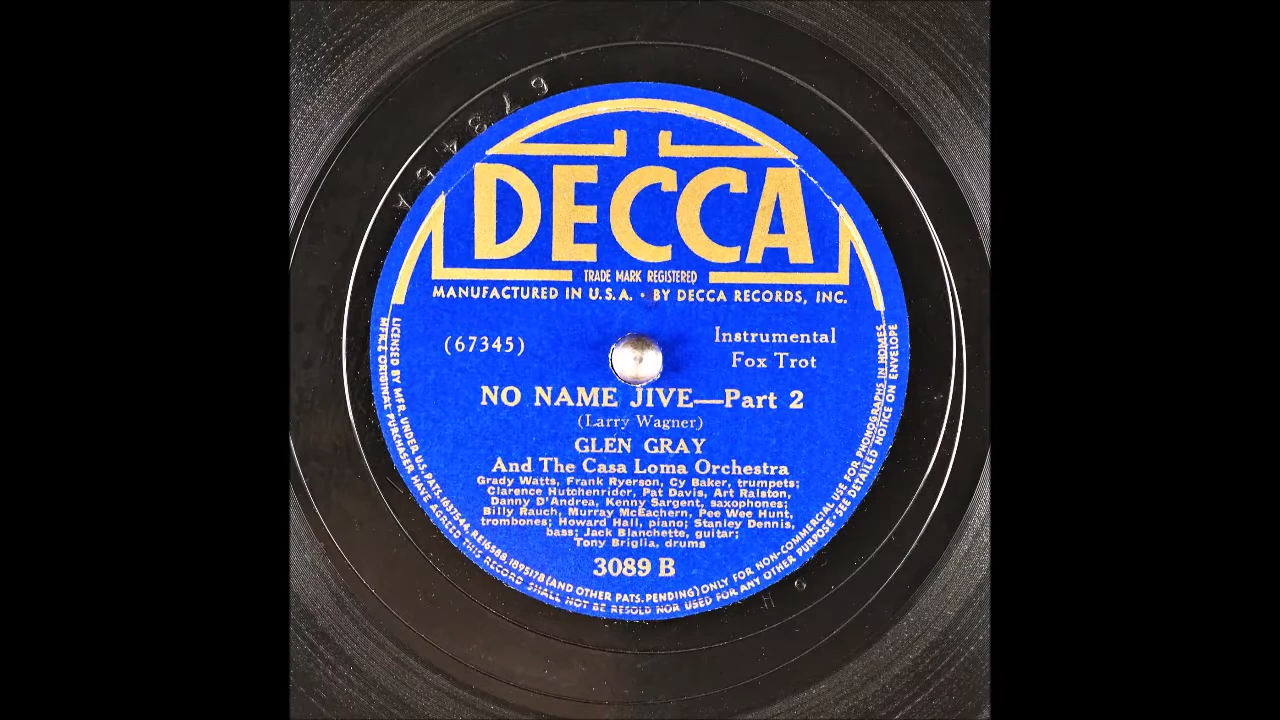 DECCA
TRADE MARK REGISTERED
MANUFACTURED IN U.S.A. • BY DECCA RECORDS, INC.
(67345)
Instrumental
Fox Trot
NO NAME JIVE—Part 2
(Larry Wagner)
GLEN GRAY
And The Casa Loma Orchestra
Grady Watts, Frank Ryerson, Cy Baker, trumpets;
Clarence Hutchenrider, Pat Davis, Art Ralston,
Danny D'Andrea, Kenny Sargent, saxophones;
Billy Rauch, Murray McEachern, Pee Wee Hunt,
trombones; Howard Hall, piano; Stanley Dennis,
bass; Jack Blanchette, guitar;
Tony Briglia, drums
3089 B
LICENSED BY MFR. UNDER U.S. PATS. 1637544, RE16588, 1895178 (AND OTHER PATS. PENDING) ONLY FOR NON-COMMERCIAL USE FOR PHONOGRAPHS IN HOMES.
MFR. & ORIGINAL PURCHASER HAVE AGREED THIS RECORD SHALL NOT BE RESOLD NOR USED FOR ANY OTHER PURPOSE • SEE DETAILED NOTICE ON ENVELOPE